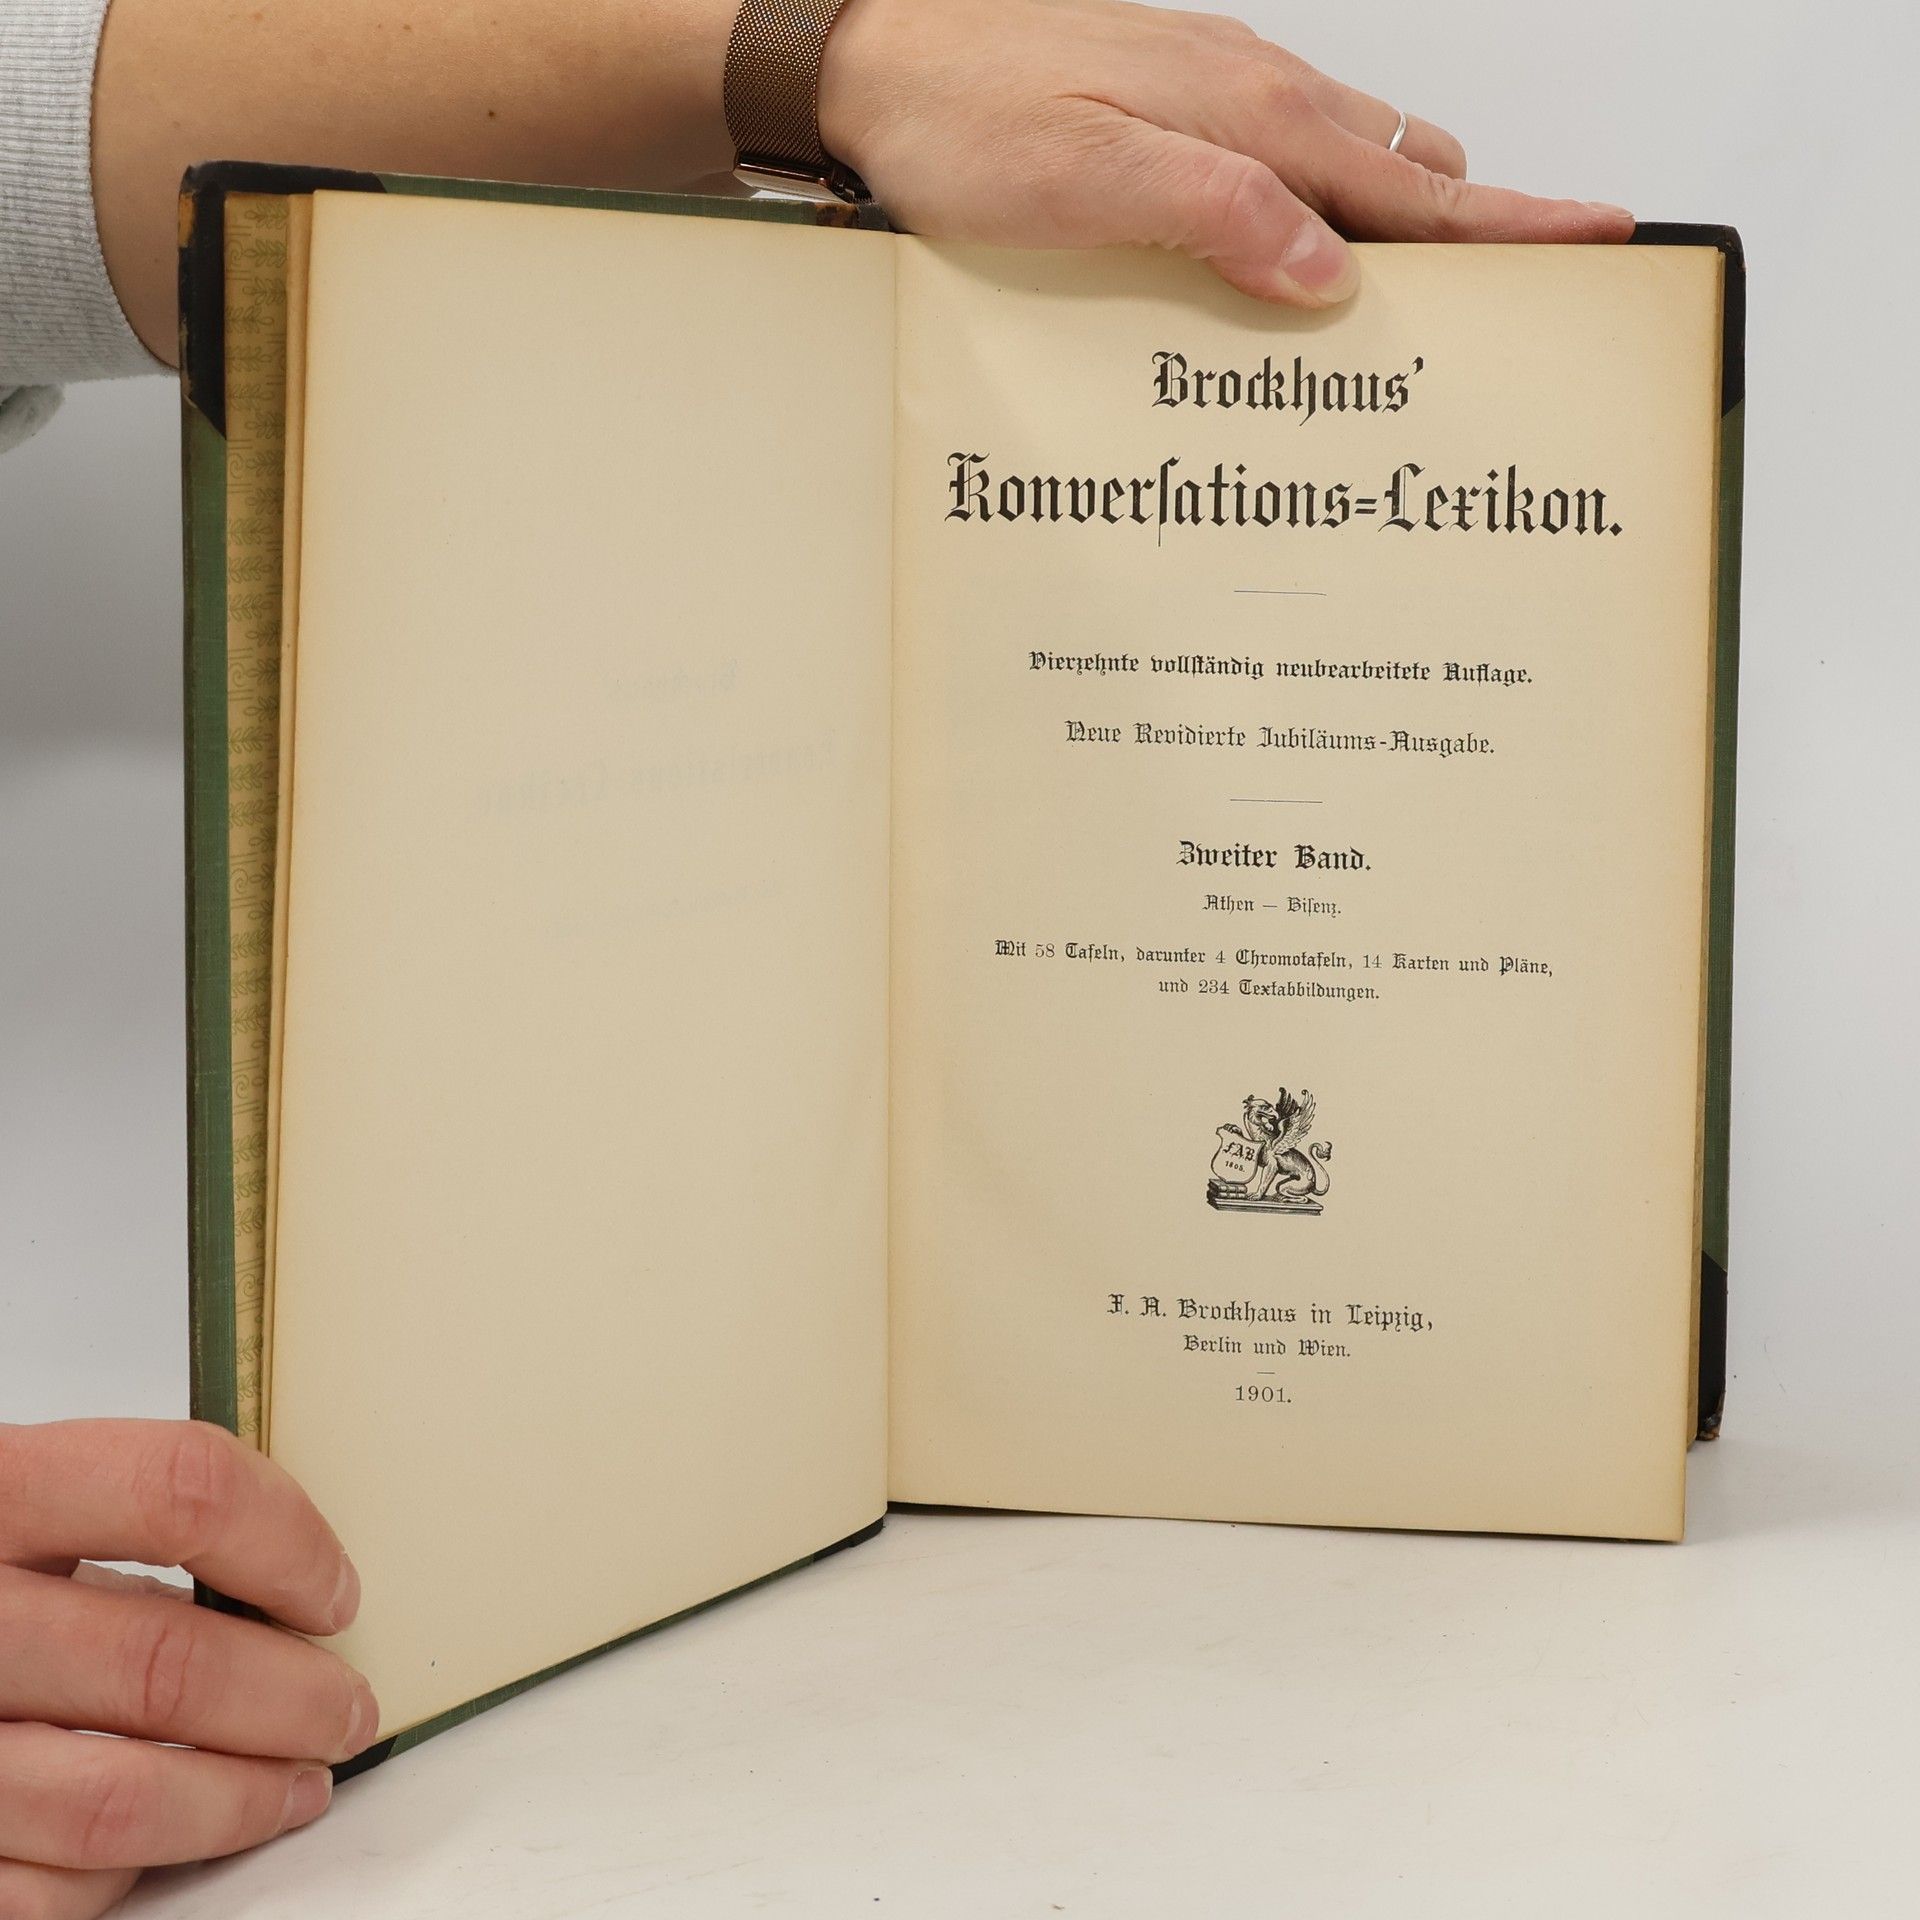 Brockhaus'
Konverſations=Lexikon.
Vierzehnte vollſtändig neubearbeitete Auflage.
Neue Revidierte Jubiläums-Ausgabe.
Zweiter Band.
Athen — Biſenz.
Mit 58 Tafeln, darunter 4 Chromotafeln, 14 Karten und Pläne,
und 234 Textabbildungen.
F.A.B.
1805.
F. A. Brockhaus in Leipzig,
Berlin und Wien.
1901.